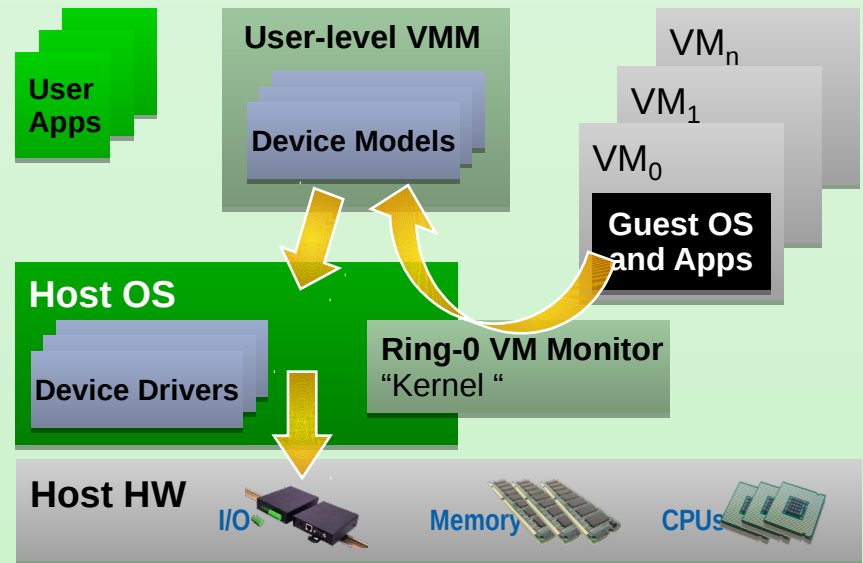 User
Apps
User-level VMM
Device Models
VMn
VM1
VM0
Guest OS
and Apps
Host OS
Device Drivers
Ring-0 VM Monitor
“Kernel “
Host HW
I/O
Memory
CPUs